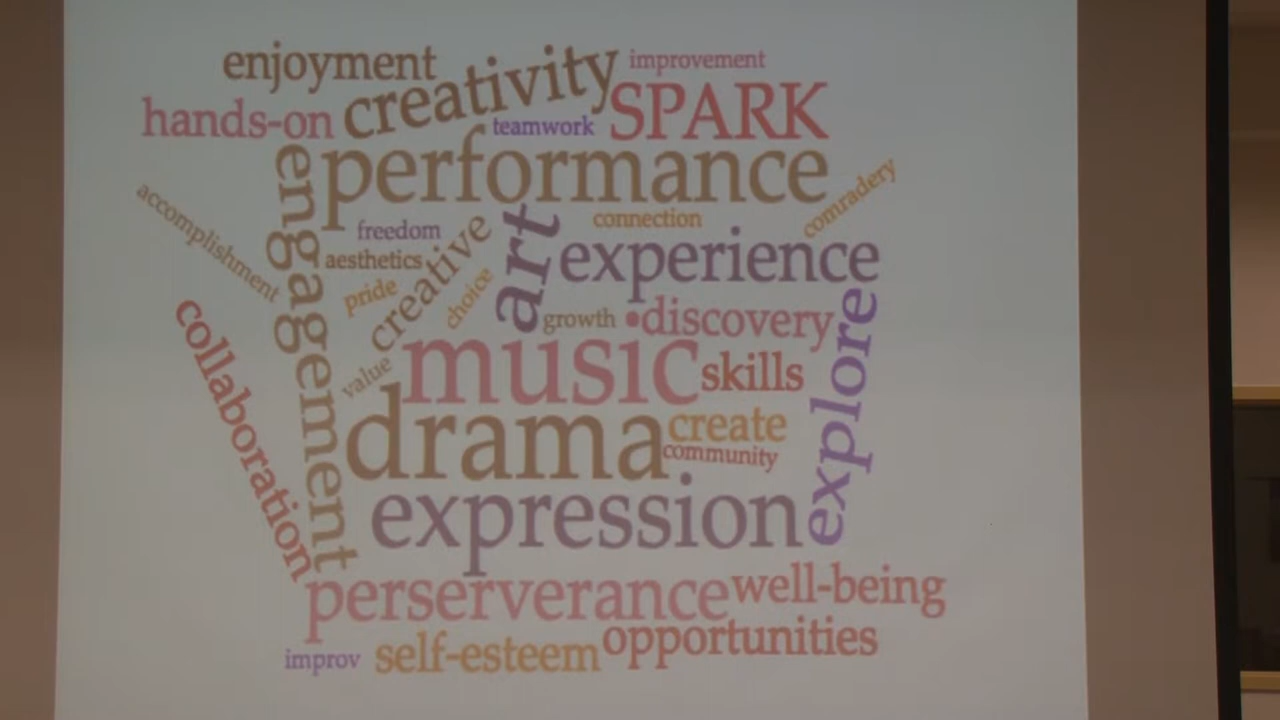 enjoyment
creativity
improvement
hands-on
teamwork
SPARK
engagement
performance
accomplishment
freedom
connection
comradery
aesthetics
creative
art
experience
pride
choice
growth
•discovery
explore
collaboration
value
music
skills
drama
create
community
expression
perserverance
well-being
improv
self-esteem
opportunities